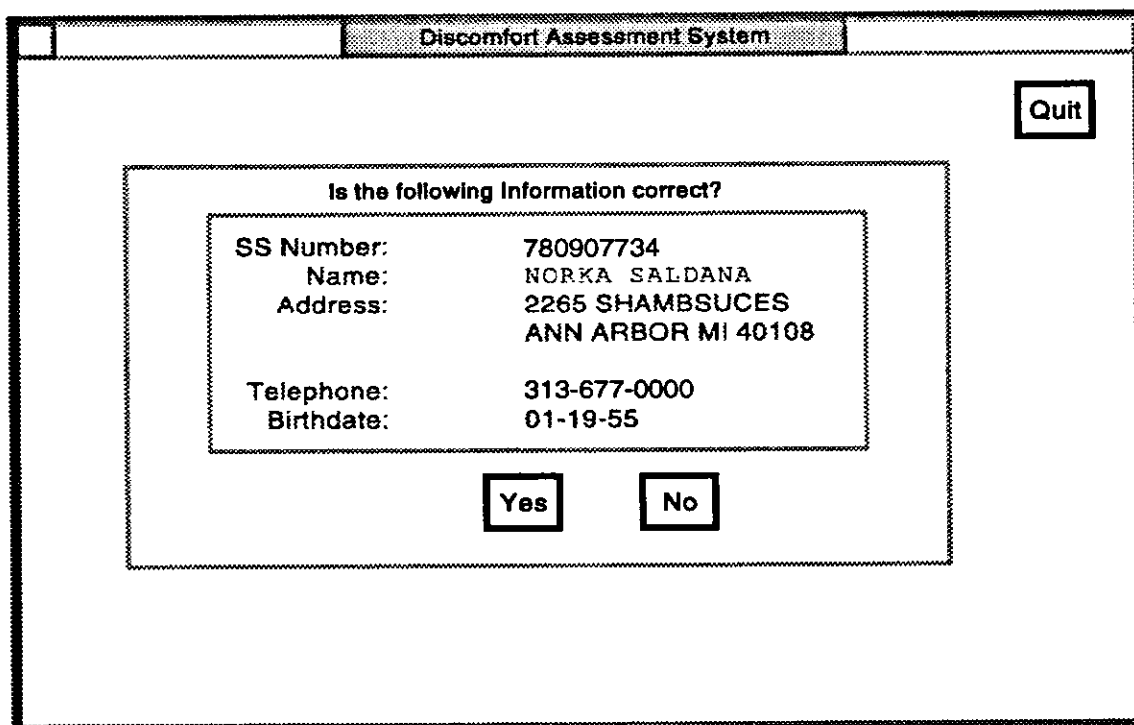 Discomfort Assessment System
Quit
Is the following Information correct?
SS Number: 780907734
Name: NORKA SALDANA
Address: 2265 SHAMBSUCES
ANN ARBOR MI 40108
Telephone: 313-677-0000
Birthdate: 01-19-55
Yes No